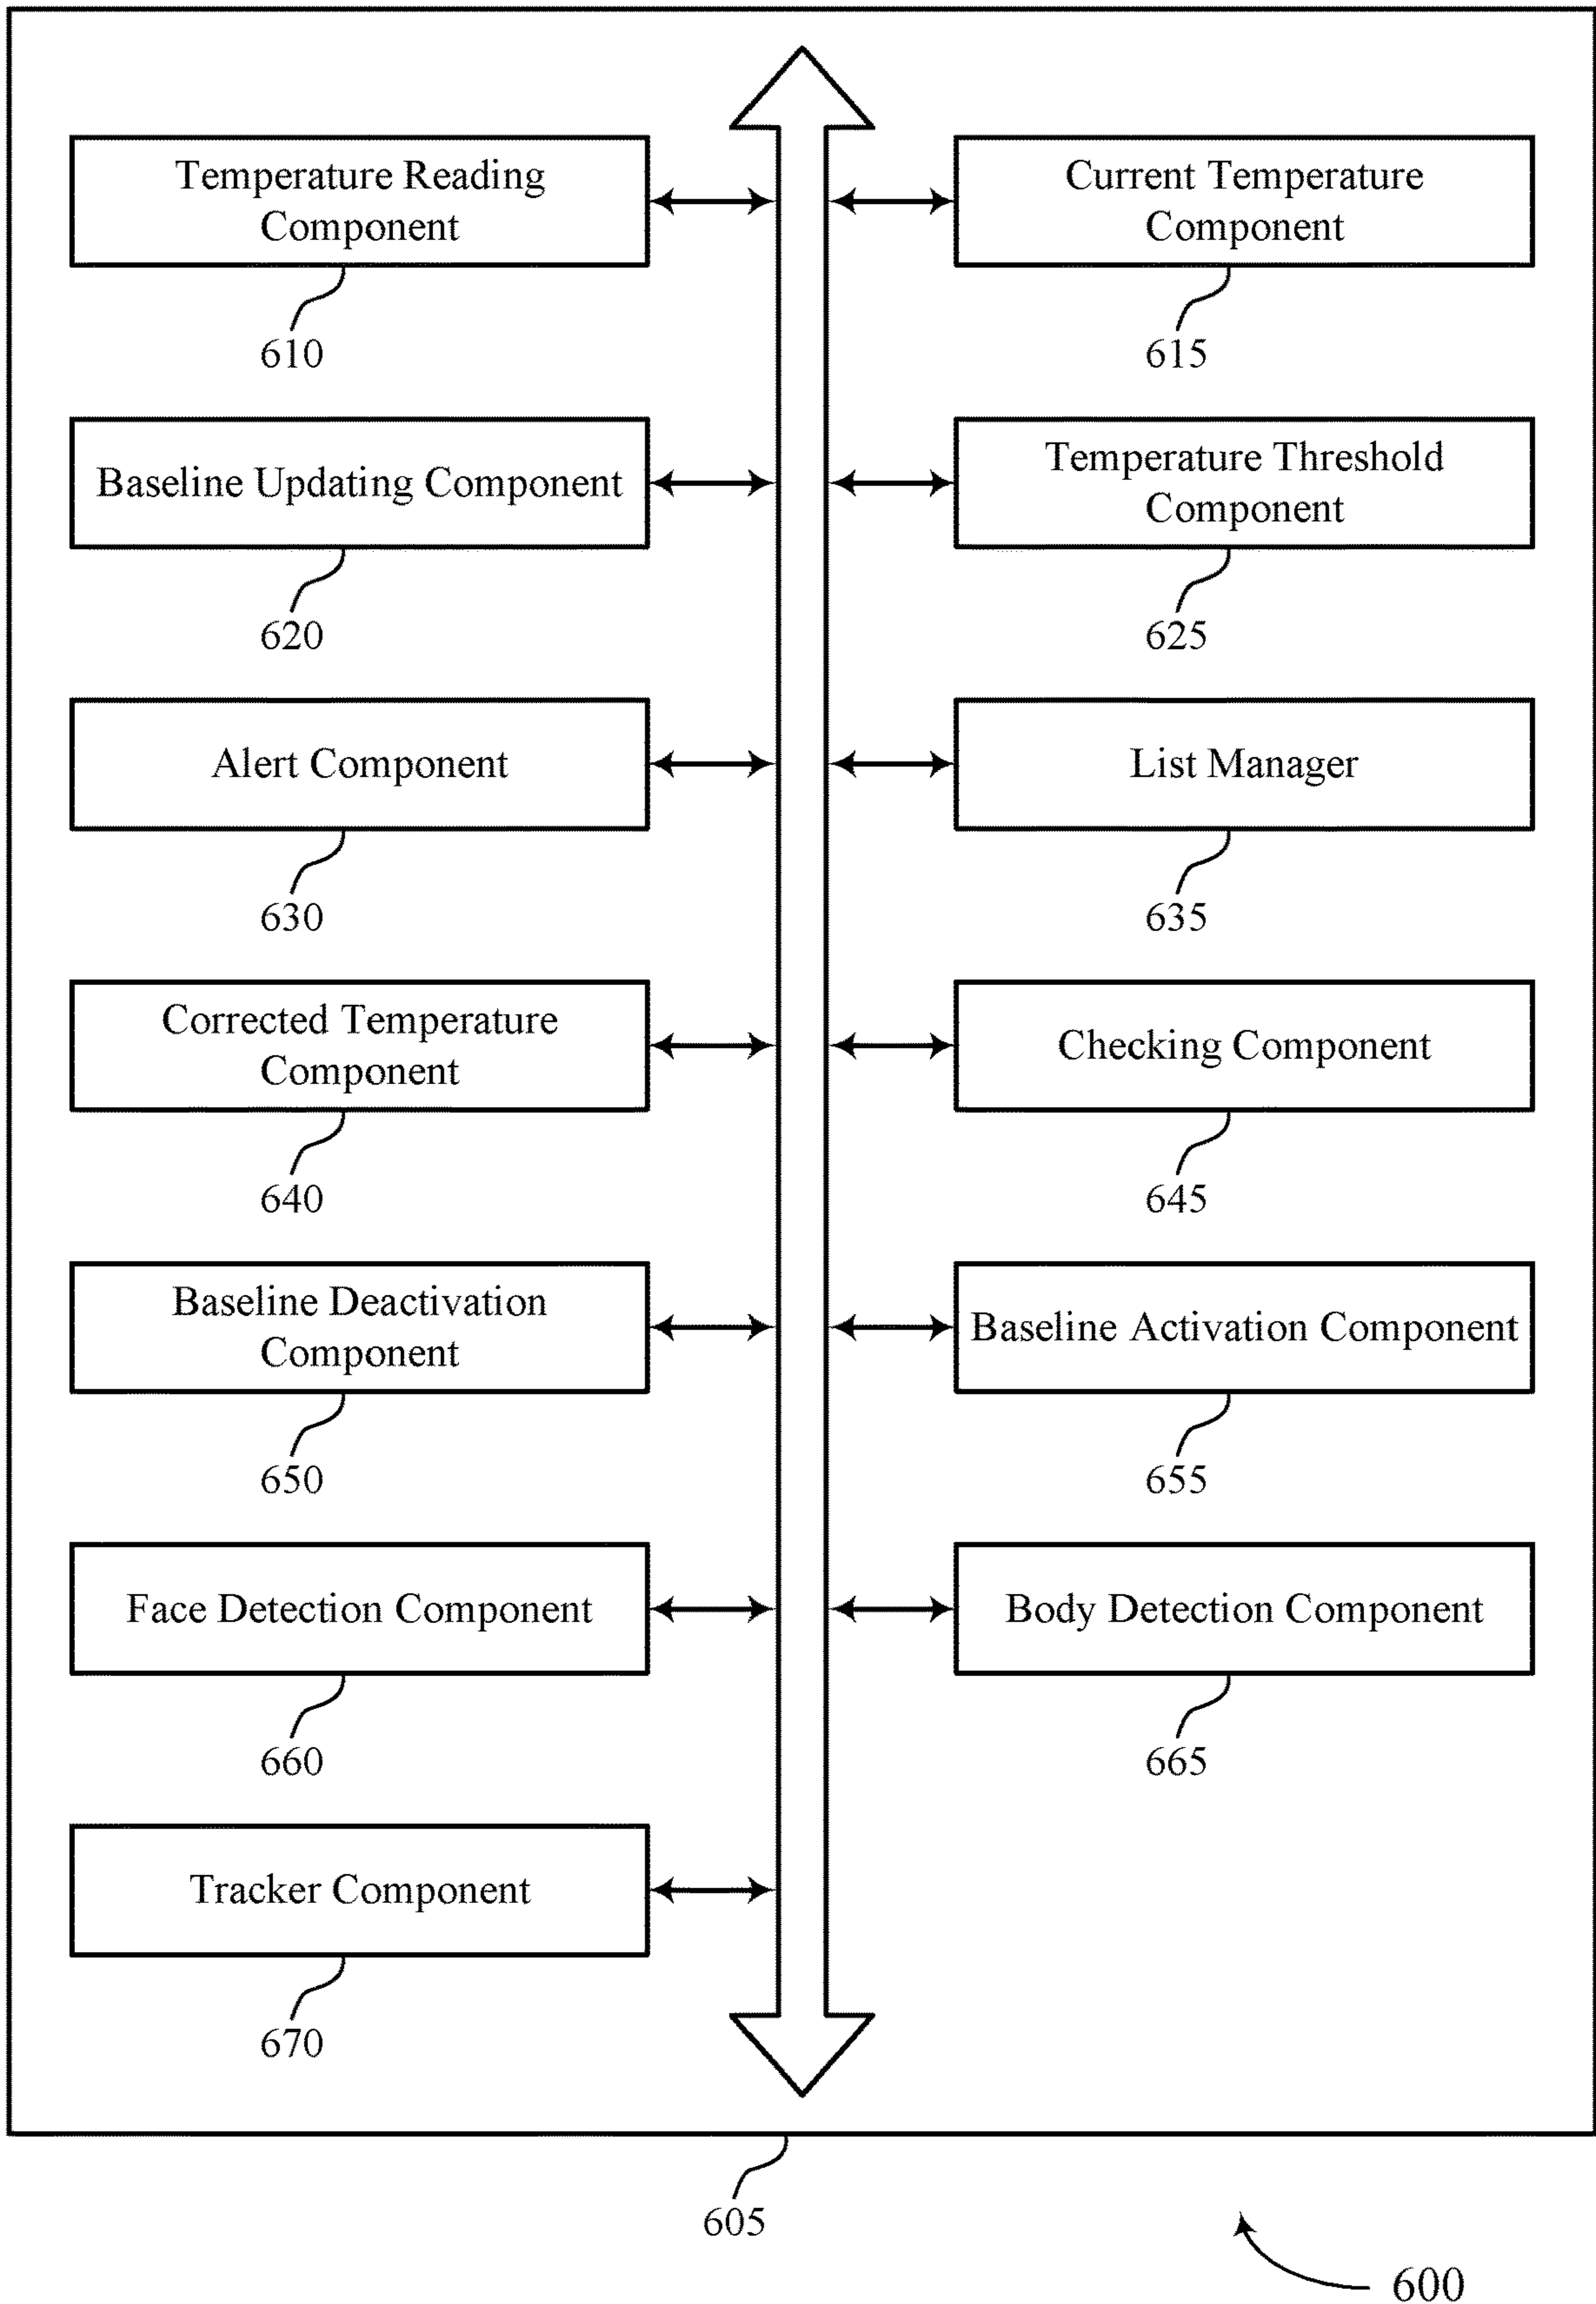 Temperature Reading
Component
610
Current Temperature
Component
615
Baseline Updating Component
620
Temperature Threshold
Component
625
Alert Component
630
List Manager
635
Corrected Temperature
Component
640
Checking Component
645
Baseline Deactivation
Component
650
Baseline Activation Component
655
Face Detection Component
660
Body Detection Component
665
Tracker Component
670
605
600